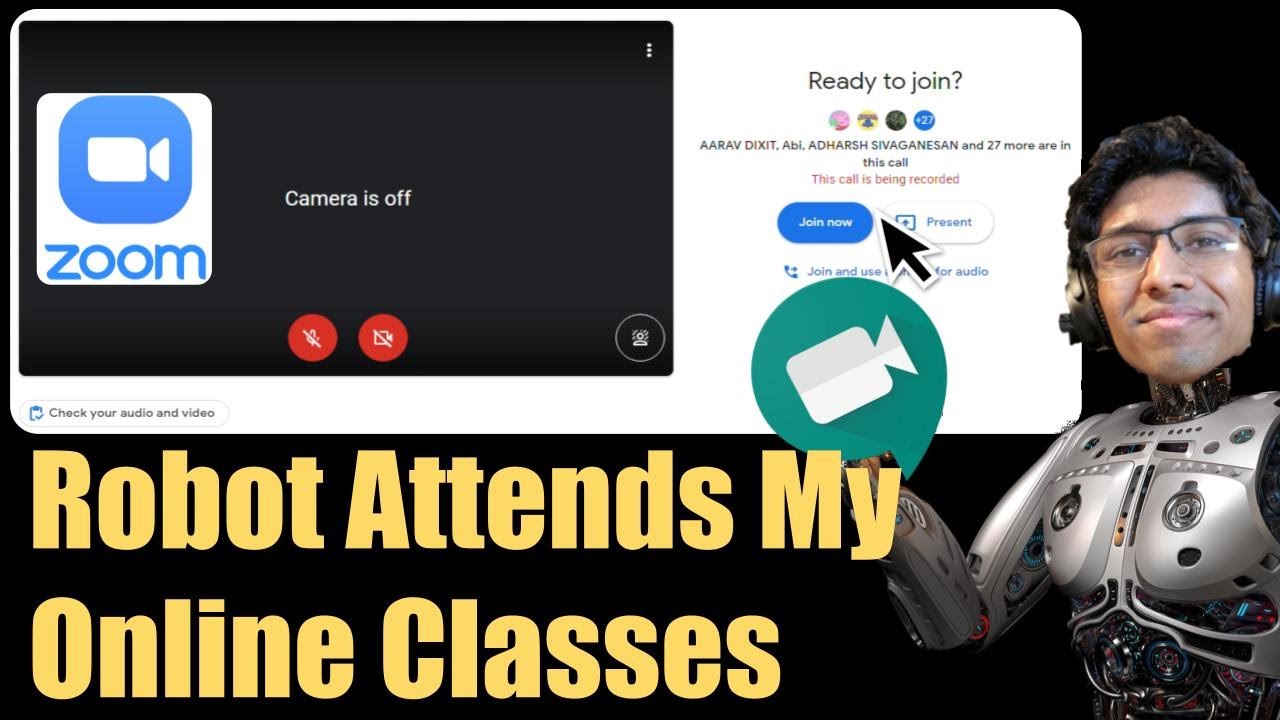 zoom
Camera is off
Check your audio and video
Ready to join?
+27
AARAV DIXIT, Abi, ADHARSH SIVAGANESAN and 27 more are in
this call
This call is being recorded
Join now
Present
Join and use a for audio
Robot Attends My
Online Classes